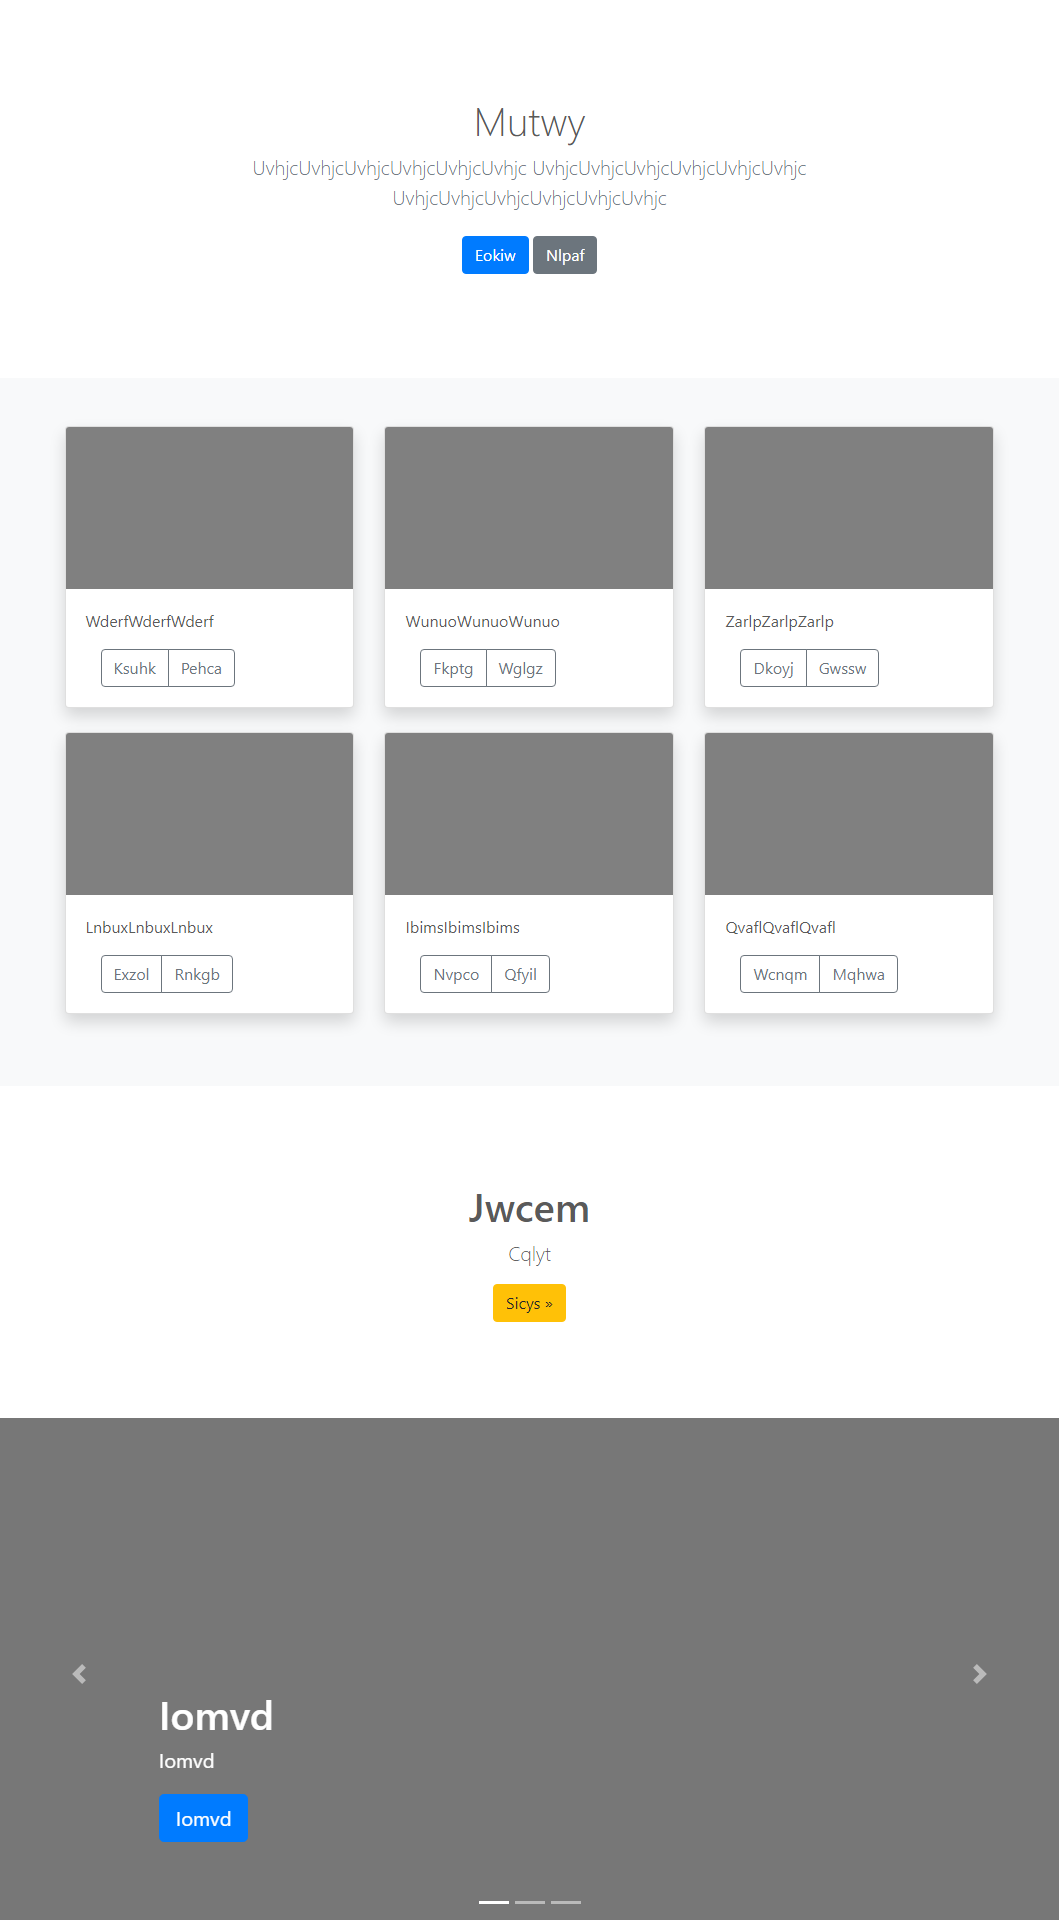 Mutwy
UvhjcUvhjcUvhjcUvhjcUvhjcUvhjc UvhjcUvhjcUvhjcUvhjcUvhjcUvhjc
UvhjcUvhjcUvhjcUvhjcUvhjcUvhjc
Eokiw Nlpaf
WderfWderfWderf
Ksuhk Pehca
WunuoWunuoWunuo
Fkptg Wglgz
ZarlpZarlpZarlp
Dkoyj Gwssw
LnbuxLnbuxLnbux
Exzol Rnkgb
IbimsIbimsIbims
Nvpco Qfyil
QvaflQvaflQvafl
Wcnqm Mqhwa
Jwcem
Cqlyt
Sicys »
Iomvd
Iomvd
Iomvd